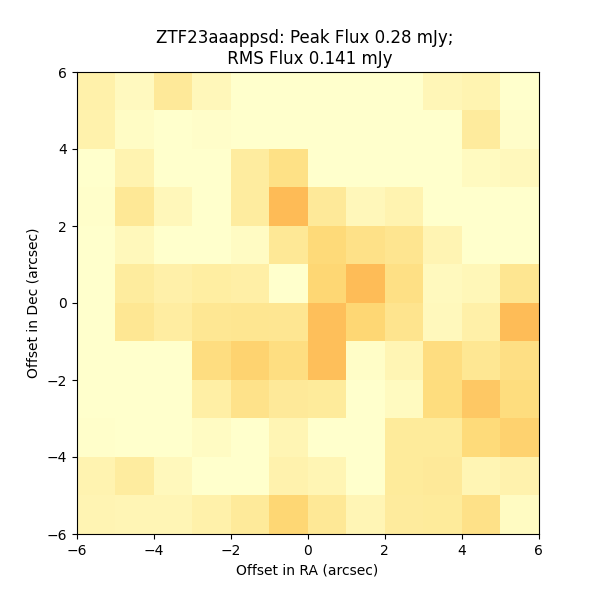 ZTF23aaappsd: Peak Flux 0.28 mJy;
RMS Flux 0.141 mJy
6
4
2
0
−2
−4
−6
Offset in Dec (arcsec)
−6 −4 −2 0 2 4 6
Offset in RA (arcsec)